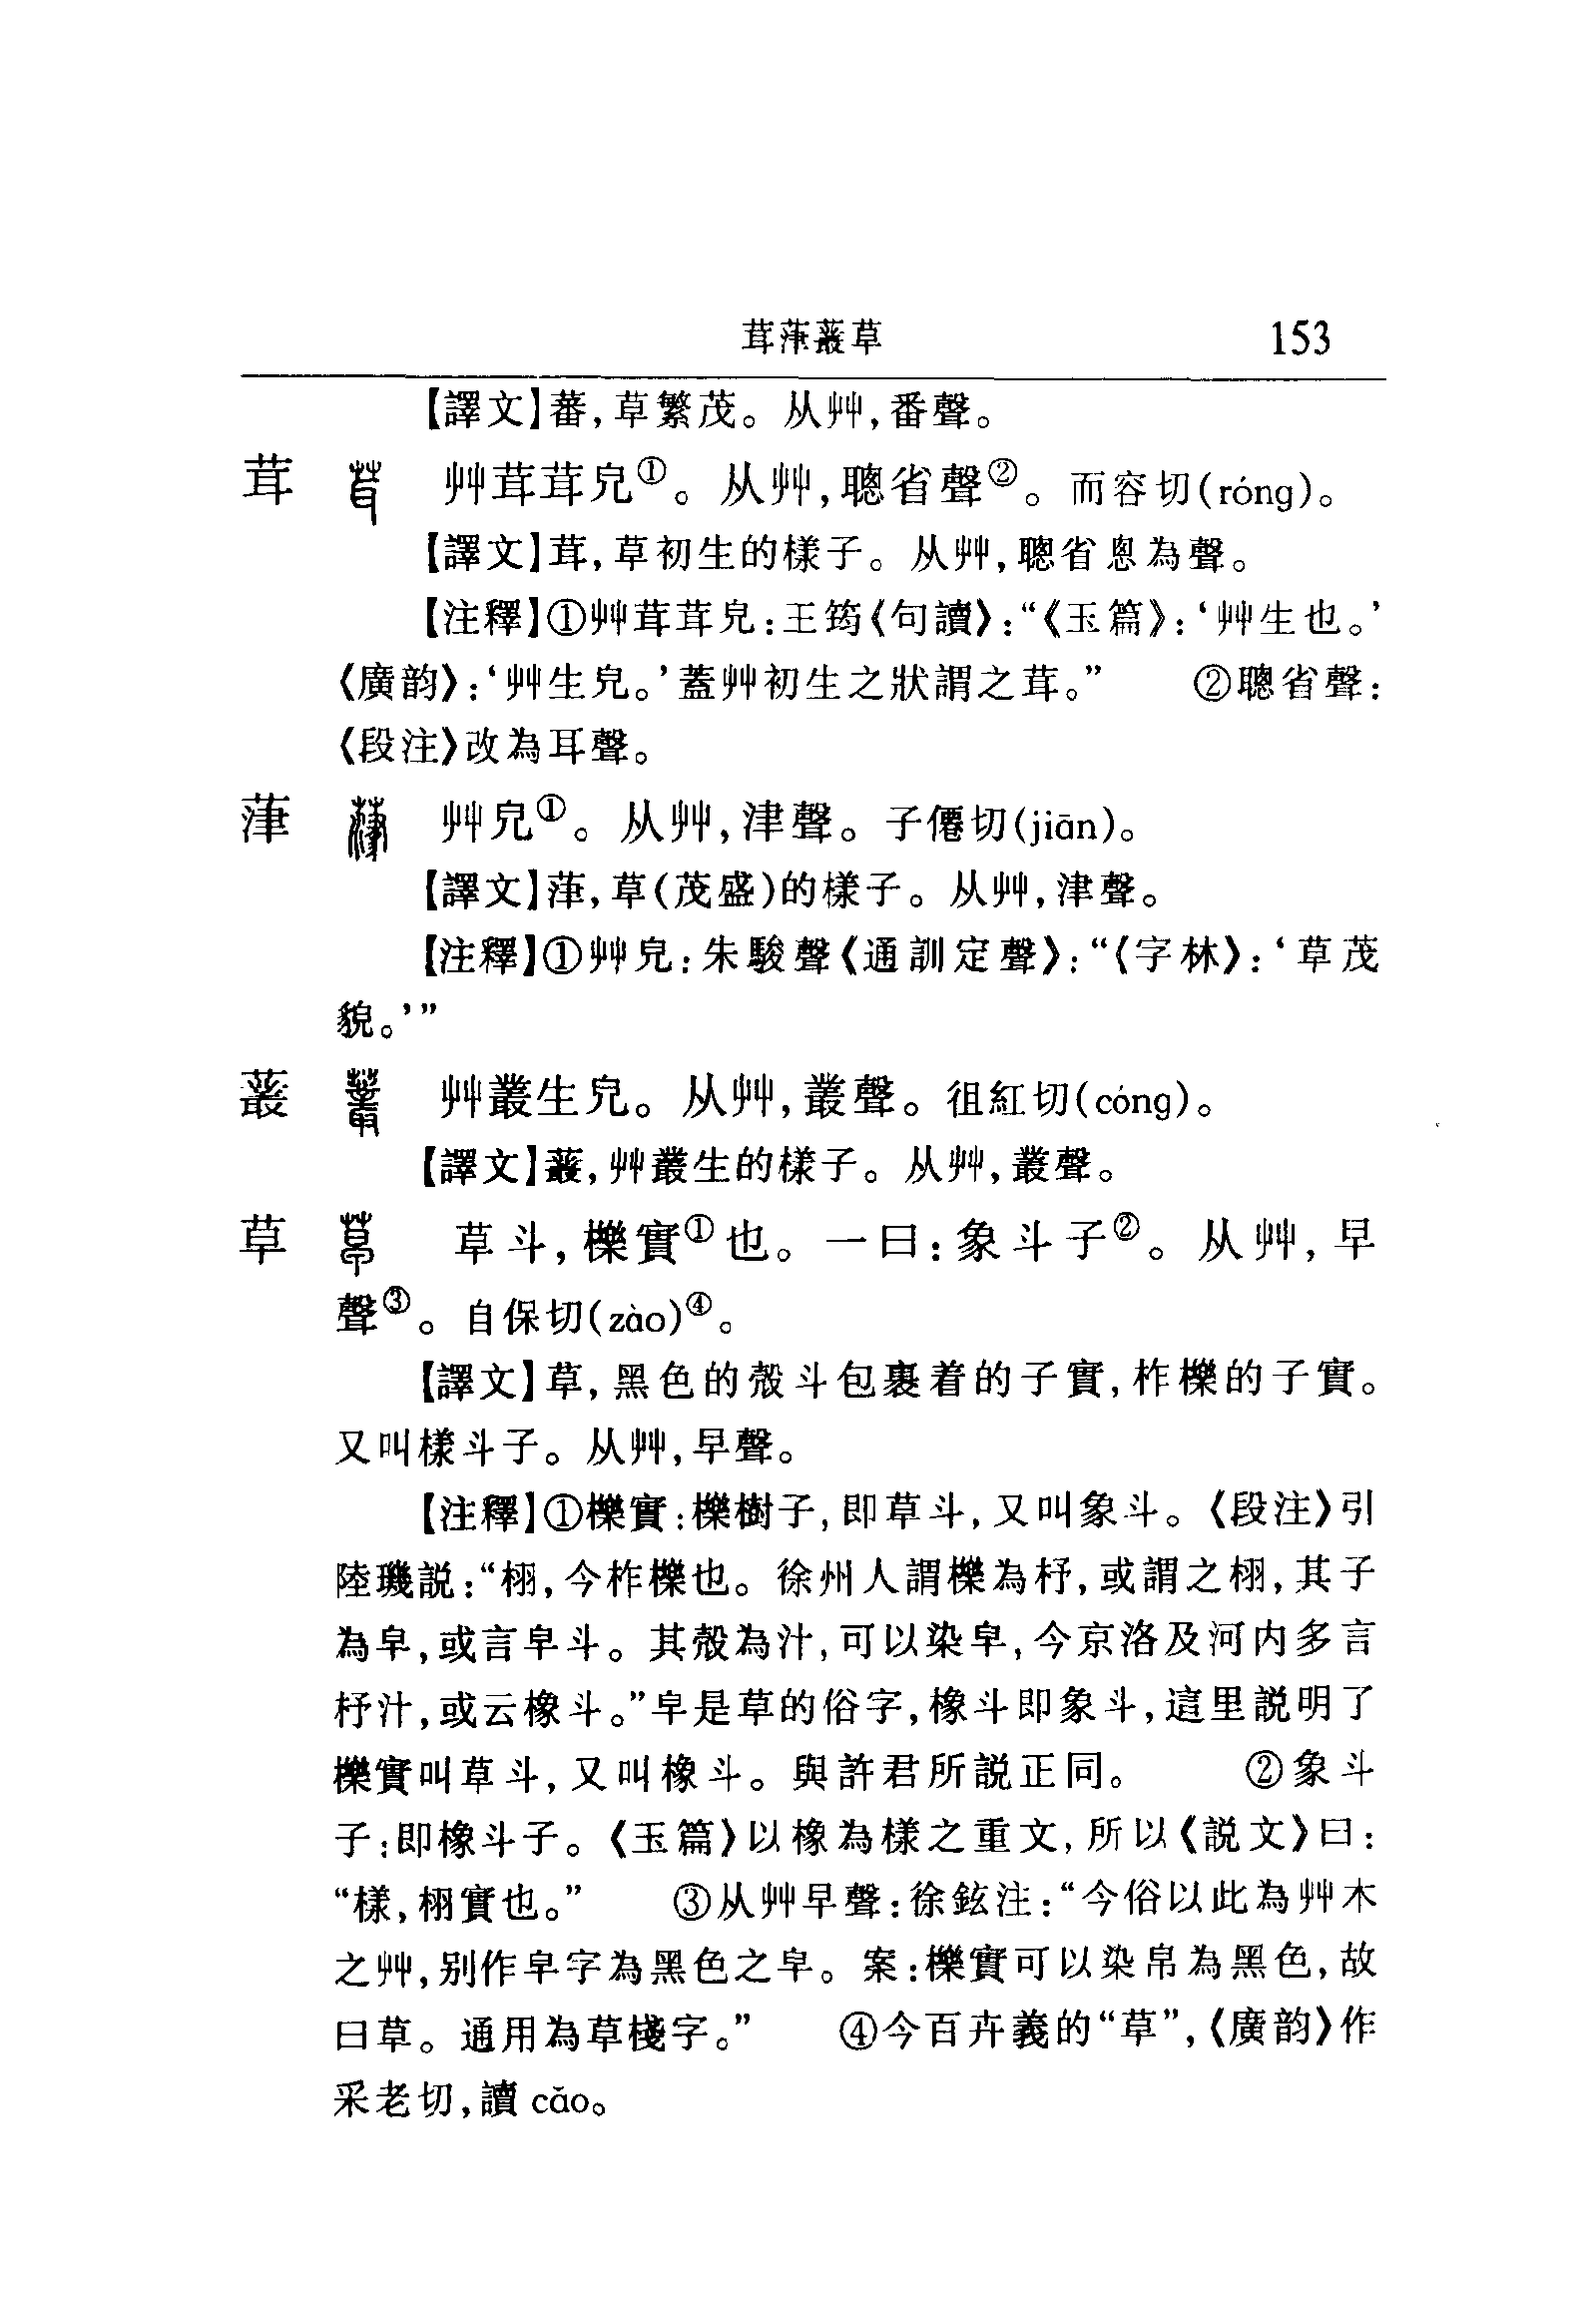 茸葏藂草 153
【譯文】蕃，草繁茂。从艸，番聲。
茸 艸茸茸皃①。从艸，聰省聲②。而容切(róng)。
【譯文】茸，草初生的樣子。从艸，聰省恖為聲。
【注釋】①艸茸茸皃：王筠〈句讀〉：“《玉篇》：‘艸生也。’
〈廣韵〉：‘艸生皃。’蓋艸初生之狀謂之茸。” ②聰省聲：
〈段注〉改為耳聲。
葏 艸皃①。从艸，津聲。子僊切(jiān)。
【譯文】葏，草(茂盛)的樣子。从艸，津聲。
【注釋】①艸皃：朱駿聲〈通訓定聲〉：“〈字林〉：‘草茂
貌。’”
藂 艸叢生皃。从艸，叢聲。徂紅切(cóng)。
【譯文】藂，艸叢生的樣子。从艸，叢聲。
草 草斗，櫟實①也。一曰：象斗子②。从艸，早
聲③。自保切(zào)④。
【譯文】草，黑色的殼斗包裹着的子實，柞櫟的子實。
又叫樣斗子。从艸，早聲。
【注釋】①櫟實：櫟樹子，即草斗，又叫象斗。〈段注〉引
陸璣説：“栩，今柞櫟也。徐州人謂櫟為杼，或謂之栩，其子
為皁，或言皁斗。其殼為汁，可以染皁，今京洛及河内多言
杼汁，或云橡斗。”皁是草的俗字，橡斗即象斗，這里説明了
櫟實叫草斗，又叫橡斗。與許君所説正同。 ②象斗
子：即橡斗子。〈玉篇〉以橡為樣之重文，所以〈説文〉曰：
“樣，栩實也。” ③从艸早聲：徐鉉注：“今俗以此為艸木
之艸，别作皁字為黑色之皁。案：櫟實可以染帛為黑色，故
曰草。通用為草棧字。” ④今百卉義的“草”，〈廣韵〉作
采老切，讀 cǎo。